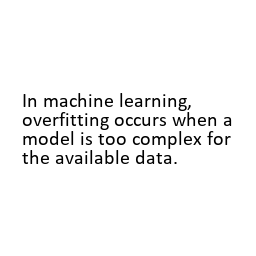 In machine learning,
overfitting occurs when a
model is too complex for
the available data.